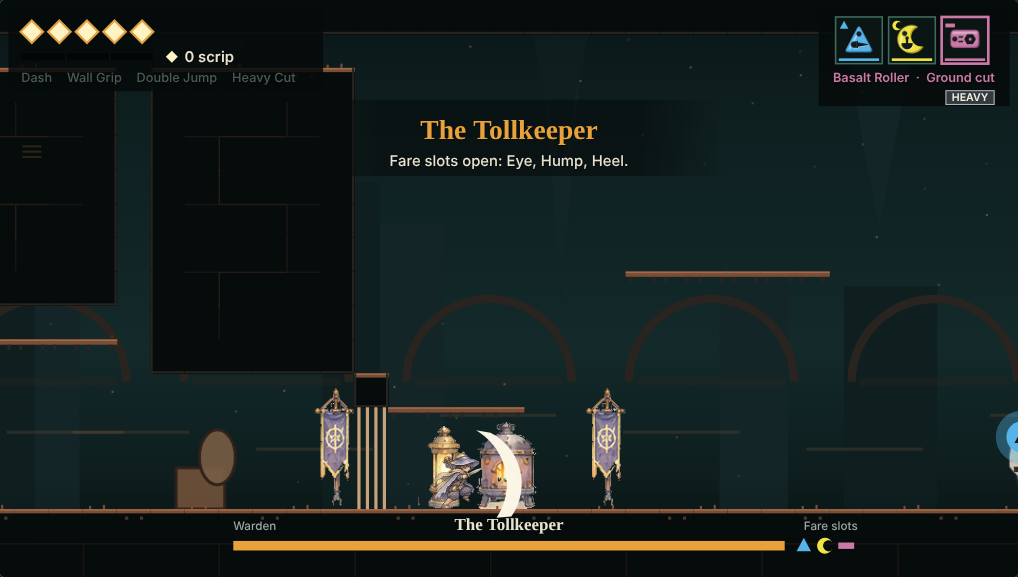 0 scrip
Dash Wall Grip Double Jump Heavy Cut
Basalt Roller · Ground cut
HEAVY
The Tollkeeper
Fare slots open: Eye, Hump, Heel.
Warden
The Tollkeeper
Fare slots